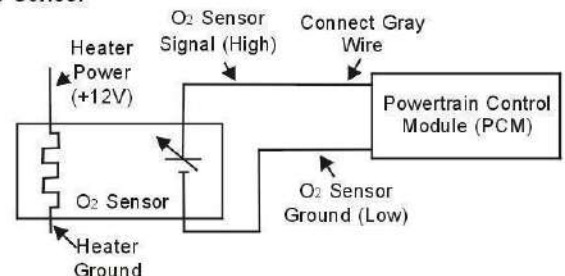 Sensor
O2 Sensor
Signal (High)
Connect Gray
Wire
Heater
Power
(+12V)
Powertrain Control
Module (PCM)
O2 Sensor
O2 Sensor
Ground (Low)
Heater
Ground